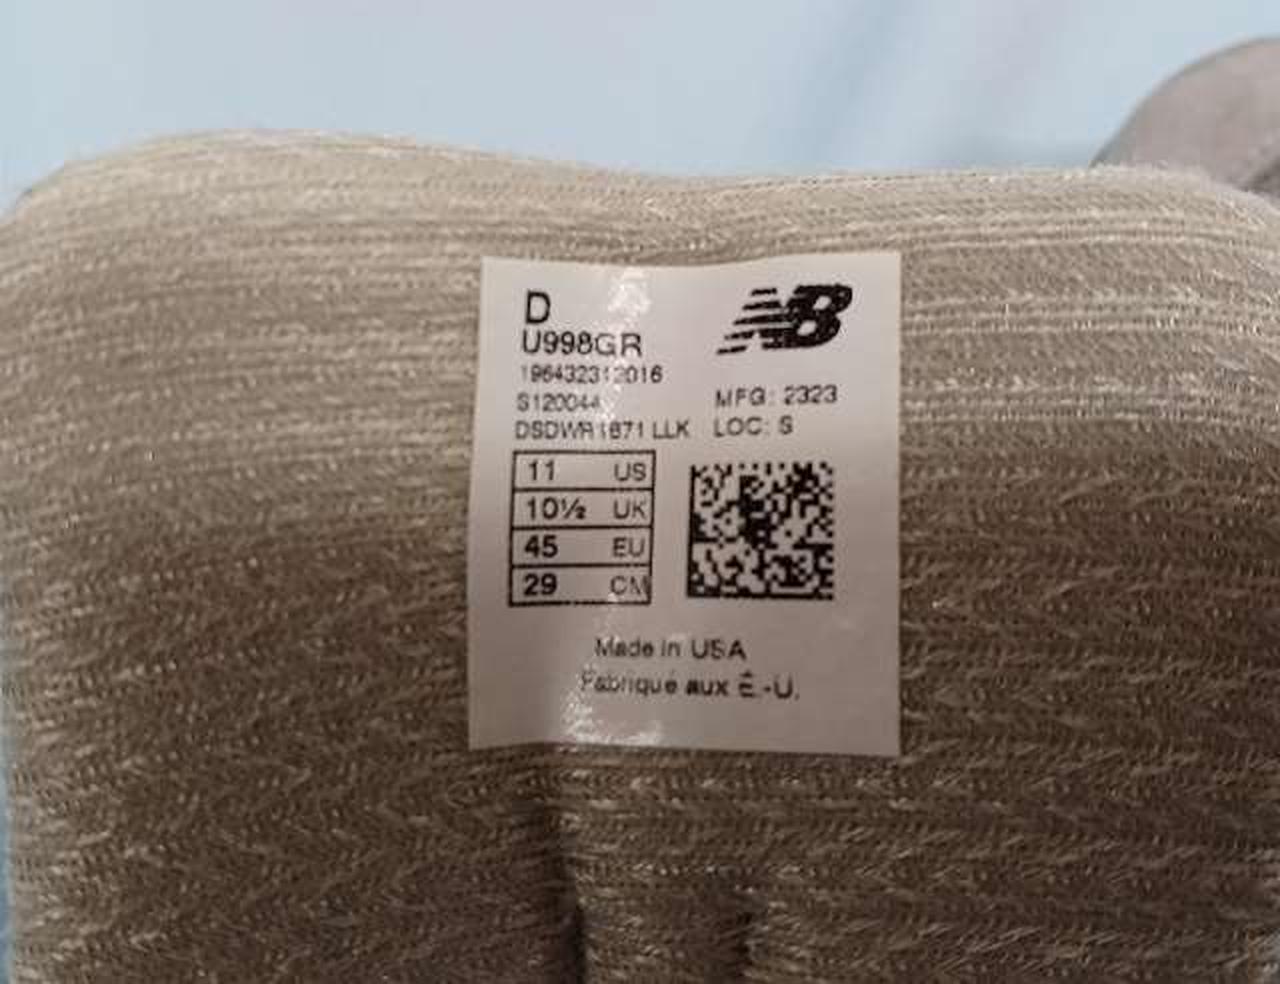 D
NB
U998GR
196432312016
S120044
MFG: 2323
DSDWR1871 LLK
LOC: S
11 US
10½ UK
45 EU
29 CM
Made in USA
Fabriqué aux É.-U.